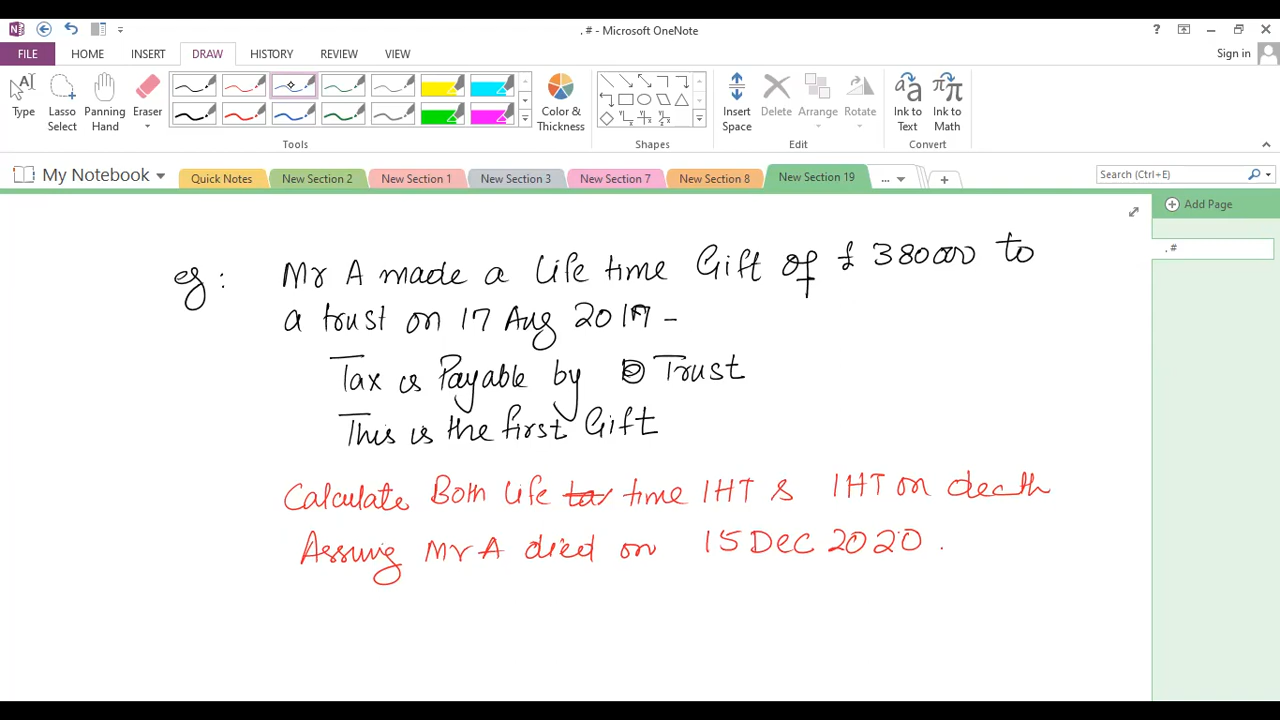 . # - Microsoft OneNote
Sign in
FILE HOME INSERT DRAW HISTORY REVIEW VIEW
Type Lasso Select Panning Hand Eraser Color & Thickness Insert Space Delete Arrange Rotate Ink to Text Ink to Math
Tools Shapes Edit Convert
My Notebook Quick Notes New Section 2 New Section 1 New Section 3 New Section 7 New Section 8 New Section 19 ... Search (Ctrl+E)
Add Page
. #
eg : Mr A made a Life time Gift of £ 380000 to
a trust on 17 Aug 2017 -
Tax is Payable by Trust
This is the first Gift
Calculate Both Life time IHT & IHT on death
Assuing Mr A died on 15 Dec 2020 .